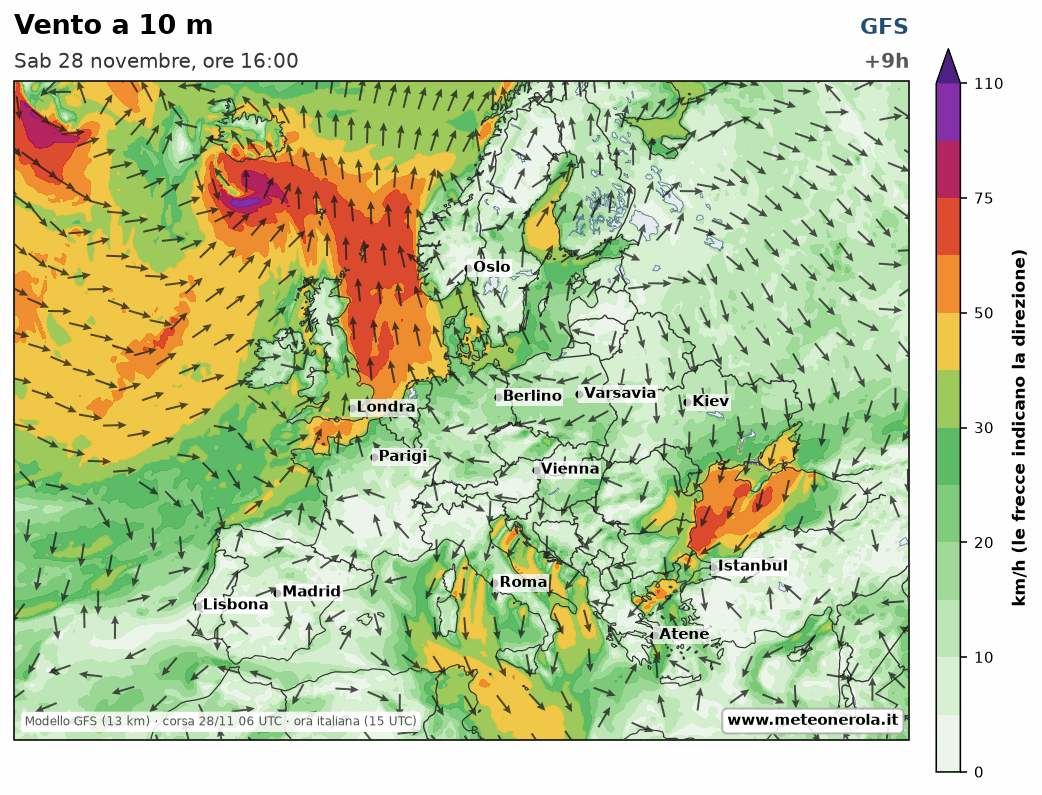 Vento a 10 m
GFS
Sab 28 novembre, ore 16:00
+9h
110
75
50
30
20
10
0
km/h (le frecce indicano la direzione)
Oslo
Berlino
Varsavia
Kiev
Londra
Parigi
Vienna
Istanbul
Roma
Madrid
Lisbona
Atene
Modello GFS (13 km) · corsa 28/11 06 UTC · ora italiana (15 UTC)
www.meteonerola.it